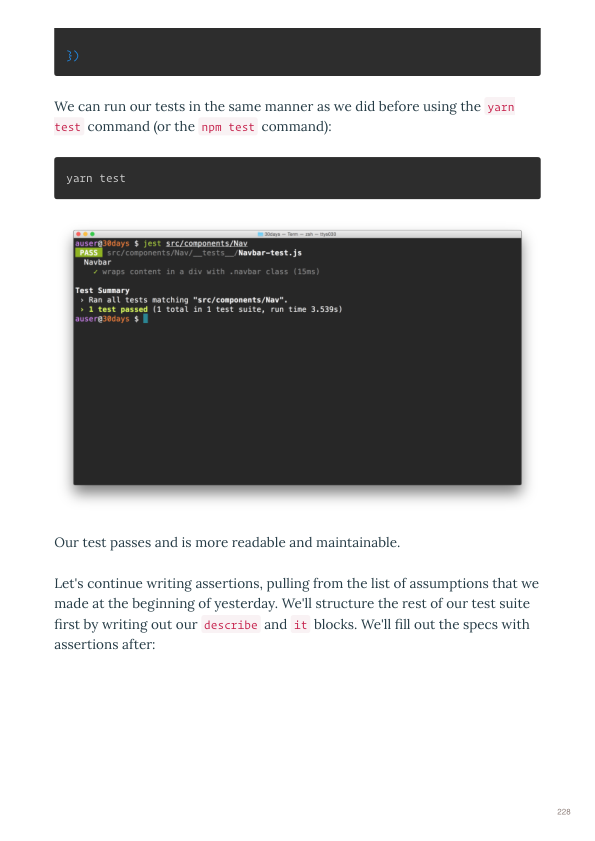 })
We can run our tests in the same manner as we did before using the yarn
test command (or the npm test command):
yarn test
30days — Term — zsh — ttys030
auser@30days $ jest src/components/Nav
PASS src/components/Nav/__tests__/Navbar-test.js
Navbar
✓ wraps content in a div with .navbar class (15ms)
Test Summary
› Ran all tests matching "src/components/Nav".
› 1 test passed (1 total in 1 test suite, run time 3.539s)
auser@30days $
Our test passes and is more readable and maintainable.
Let's continue writing assertions, pulling from the list of assumptions that we
made at the beginning of yesterday. We'll structure the rest of our test suite
first by writing out our describe and it blocks. We'll fill out the specs with
assertions after:
228